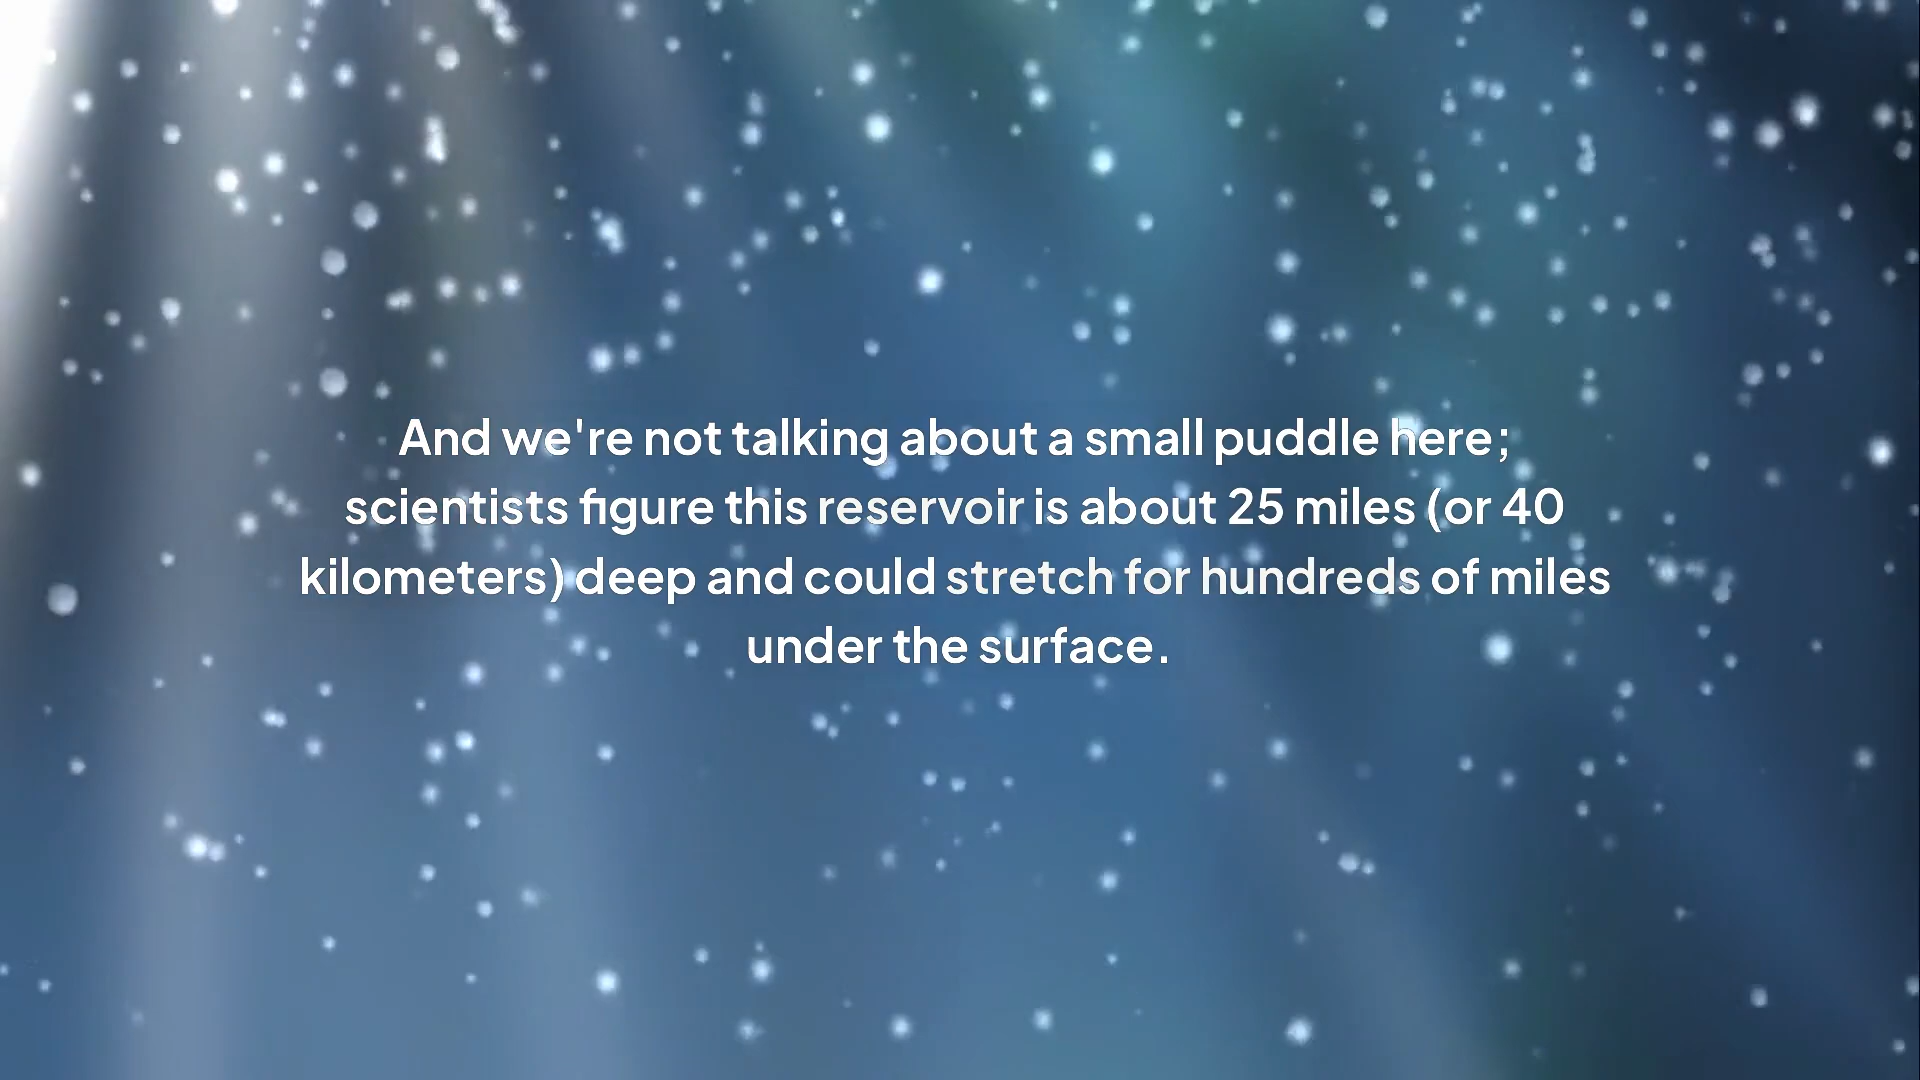 And we're not talking about a small puddle here;
scientists figure this reservoir is about 25 miles (or 40
kilometers) deep and could stretch for hundreds of miles
under the surface.